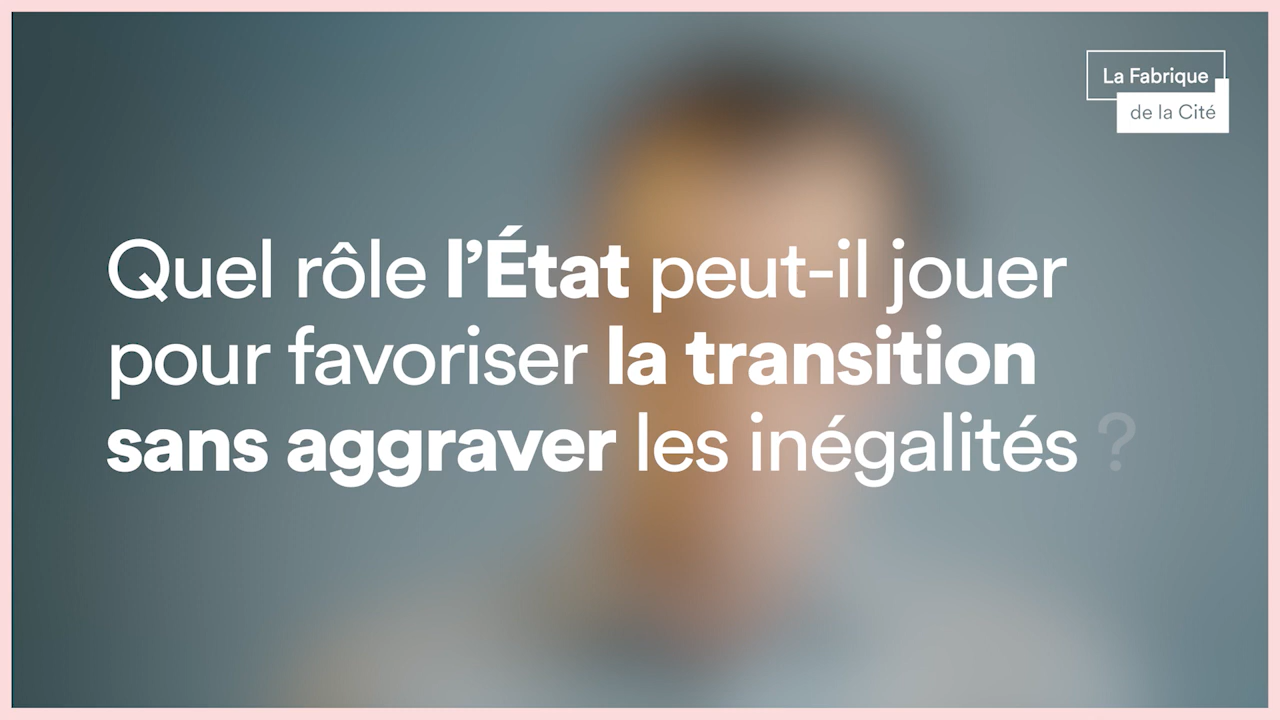 La Fabrique
de la Cité
Quel rôle l’État peut-il jouer
pour favoriser la transition
sans aggraver les inégalités ?